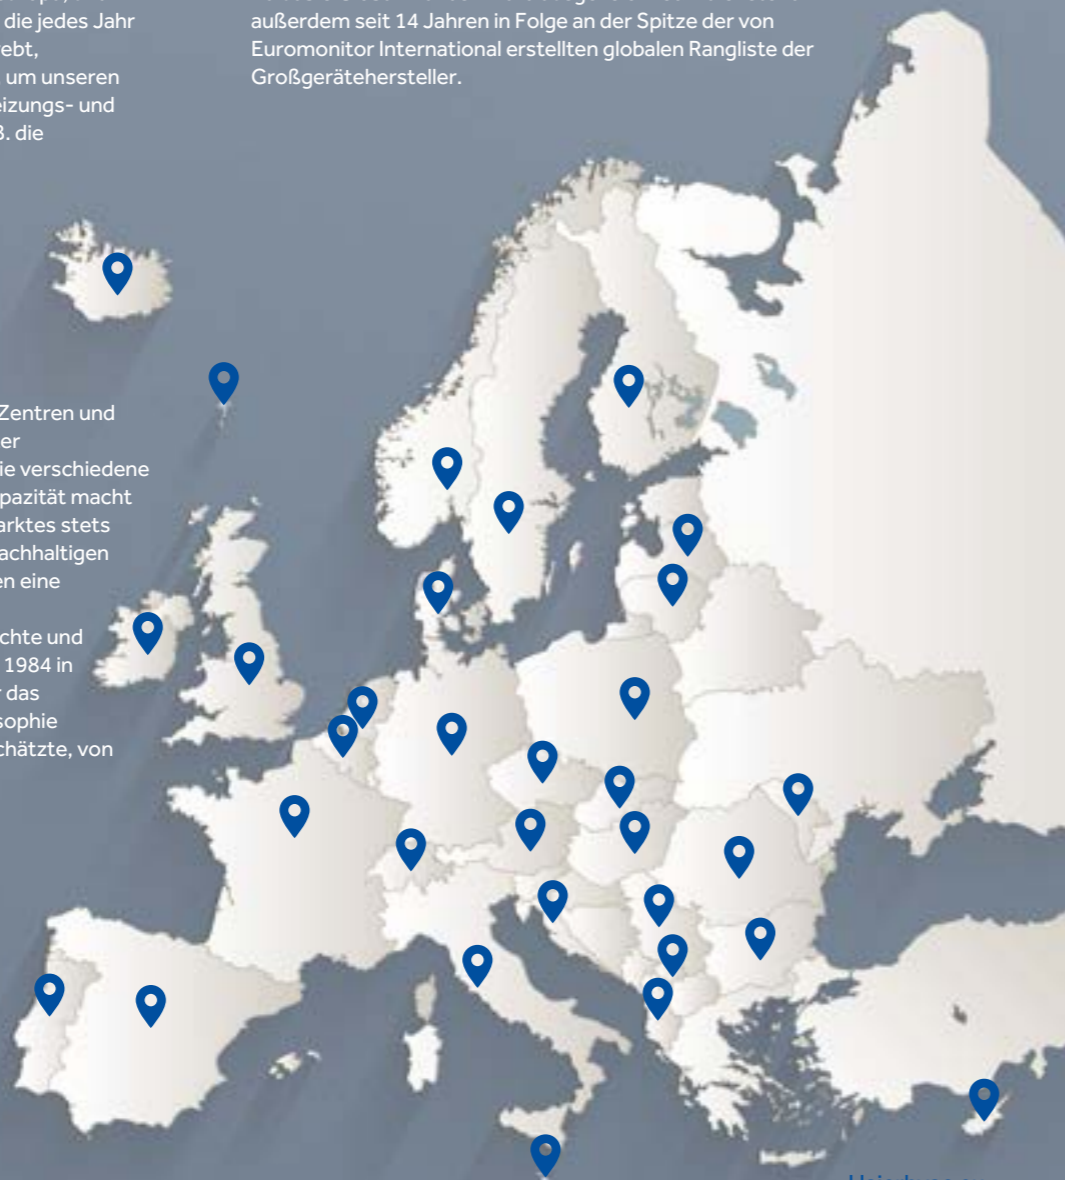 die jedes Jahr
ebt,
um unseren
eizungs- und
B. die
außerdem seit 14 Jahren in Folge an der Spitze der von
Euromonitor International erstellten globalen Rangliste der
Großgerätehersteller.
Zentren und
er
ie verschiedene
pazität macht
arktes stets
achhaltigen
en eine
chte und
1984 in
r das
sophie
chätzte, von